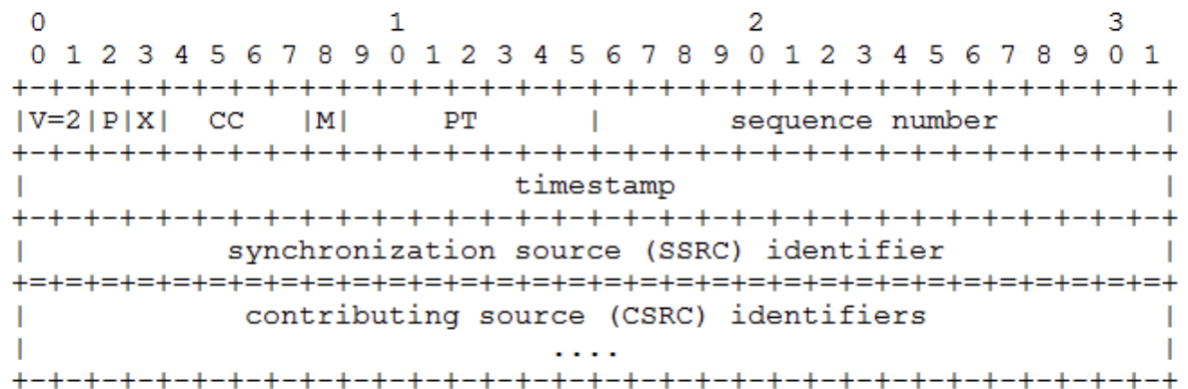 0                   1                   2                   3
 0 1 2 3 4 5 6 7 8 9 0 1 2 3 4 5 6 7 8 9 0 1 2 3 4 5 6 7 8 9 0 1
+-+-+-+-+-+-+-+-+-+-+-+-+-+-+-+-+-+-+-+-+-+-+-+-+-+-+-+-+-+-+-+-+
|V=2|P|X|  CC   |M|     PT      |       sequence number         |
+-+-+-+-+-+-+-+-+-+-+-+-+-+-+-+-+-+-+-+-+-+-+-+-+-+-+-+-+-+-+-+-+
|                           timestamp                           |
+-+-+-+-+-+-+-+-+-+-+-+-+-+-+-+-+-+-+-+-+-+-+-+-+-+-+-+-+-+-+-+-+
|           synchronization source (SSRC) identifier            |
+=+=+=+=+=+=+=+=+=+=+=+=+=+=+=+=+=+=+=+=+=+=+=+=+=+=+=+=+=+=+=+=+
|            contributing source (CSRC) identifiers             |
|                             ....                              |
+-+-+-+-+-+-+-+-+-+-+-+-+-+-+-+-+-+-+-+-+-+-+-+-+-+-+-+-+-+-+-+-+